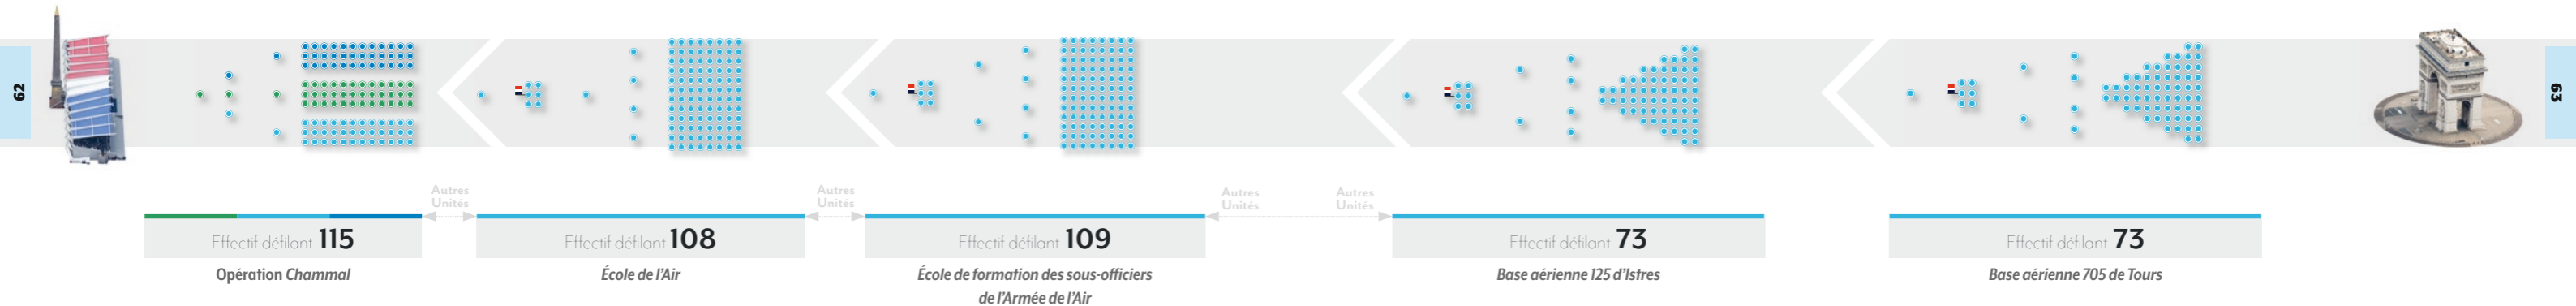 62
Autres
Unités
Autres
Unités
Autres
Unités
Autres
Unités
Effectif défilant 115
Opération Chammal
Effectif défilant 108
École de l'Air
Effectif défilant 109
École de formation des sous-officiers
de l'Armée de l'Air
Effectif défilant 73
Base aérienne 125 d'Istres
Effectif défilant 73
Base aérienne 705 de Tours
63